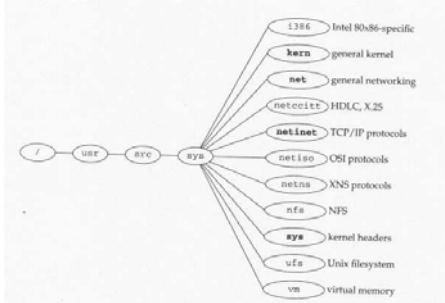 i386 Intel 80x86-specific
kern general kernel
net general networking
netccitt HDLC, X.25
netinet TCP/IP protocols
/ usr src sys netiso OSI protocols
netns XNS protocols
nfs NFS
sys kernel headers
ufs Unix filesystem
vm virtual memory